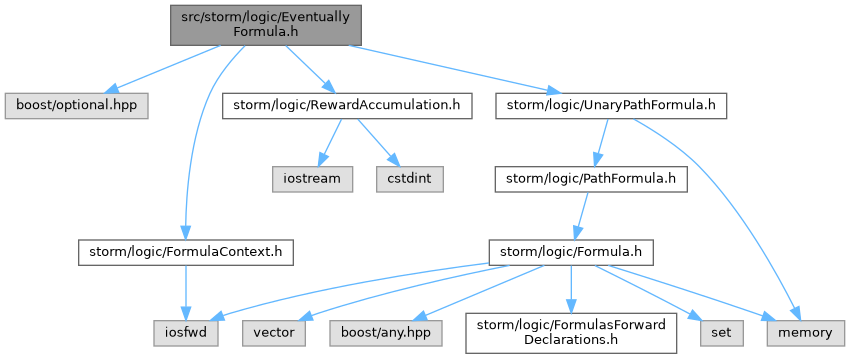 src/storm/logic/Eventually
Formula.h
boost/optional.hpp
storm/logic/RewardAccumulation.h
storm/logic/UnaryPathFormula.h
iostream
cstdint
storm/logic/PathFormula.h
storm/logic/FormulaContext.h
storm/logic/Formula.h
iosfwd
vector
boost/any.hpp
storm/logic/FormulasForward
Declarations.h
set
memory